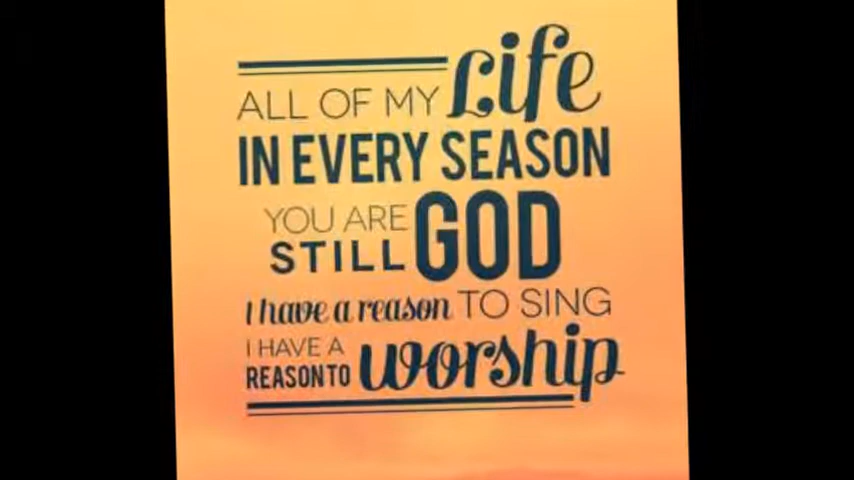 ALL OF MY Life
IN EVERY SEASON
YOU ARE
STILL GOD
I have a reason TO SING
I HAVE A
REASON TO worship